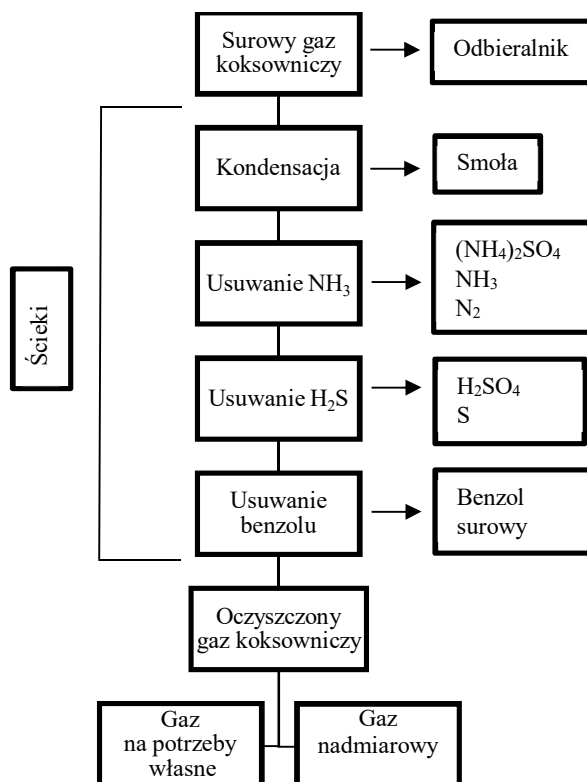 Surowy gaz
koksowniczy
Odbieralnik
Kondensacja
Smoła
Usuwanie NH₃
(NH₄)₂SO₄
NH₃
N₂
Ścieki
Usuwanie H₂S
H₂SO₄
S
Usuwanie
benzolu
Benzol
surowy
Oczyszczony
gaz koksowniczy
Gaz
na potrzeby
własne
Gaz
nadmiarowy